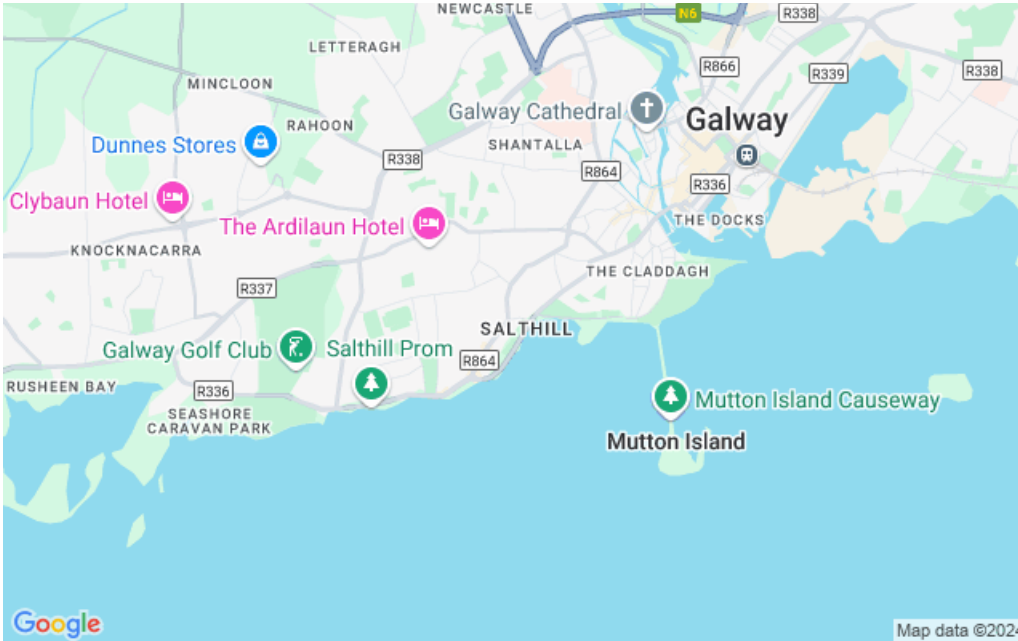 NEWCASTLE
N6
R338
LETTERAGH
R866
R339
R338
MINCLOON
Galway Cathedral
Galway
RAHOON
Dunnes Stores
SHANTALLA
R338
R864
R336
Clybaun Hotel
The Ardilaun Hotel
THE DOCKS
KNOCKNACARRA
THE CLADDAGH
R337
SALTHILL
Galway Golf Club
Salthill Prom
R864
RUSHEEN BAY
R336
SEASHORE
CARAVAN PARK
Mutton Island Causeway
Mutton Island
Google
Map data ©2024